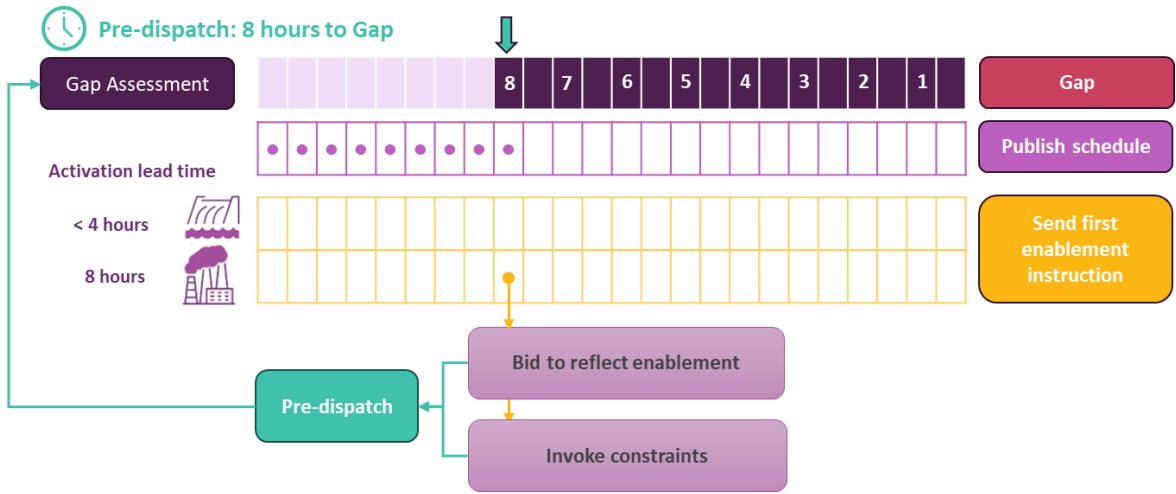 Pre-dispatch: 8 hours to Gap
Gap Assessment
8 7 6 5 4 3 2 1
Gap
Publish schedule
Activation lead time
< 4 hours
8 hours
Send first
enablement
instruction
Bid to reflect enablement
Pre-dispatch
Invoke constraints